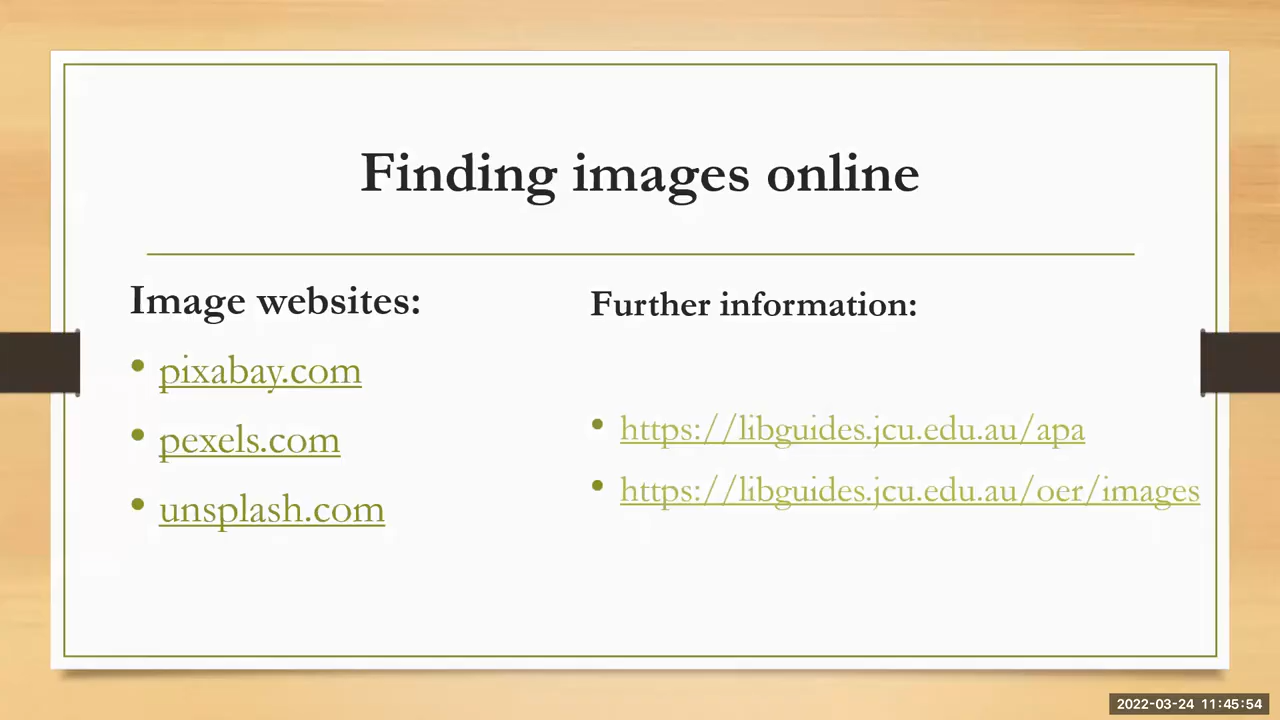 Finding images online
Image websites:
• pixabay.com
• pexels.com
• unsplash.com
Further information:
• https://libguides.jcu.edu.au/apa
• https://libguides.jcu.edu.au/oer/images
2022-03-24 11:45:54